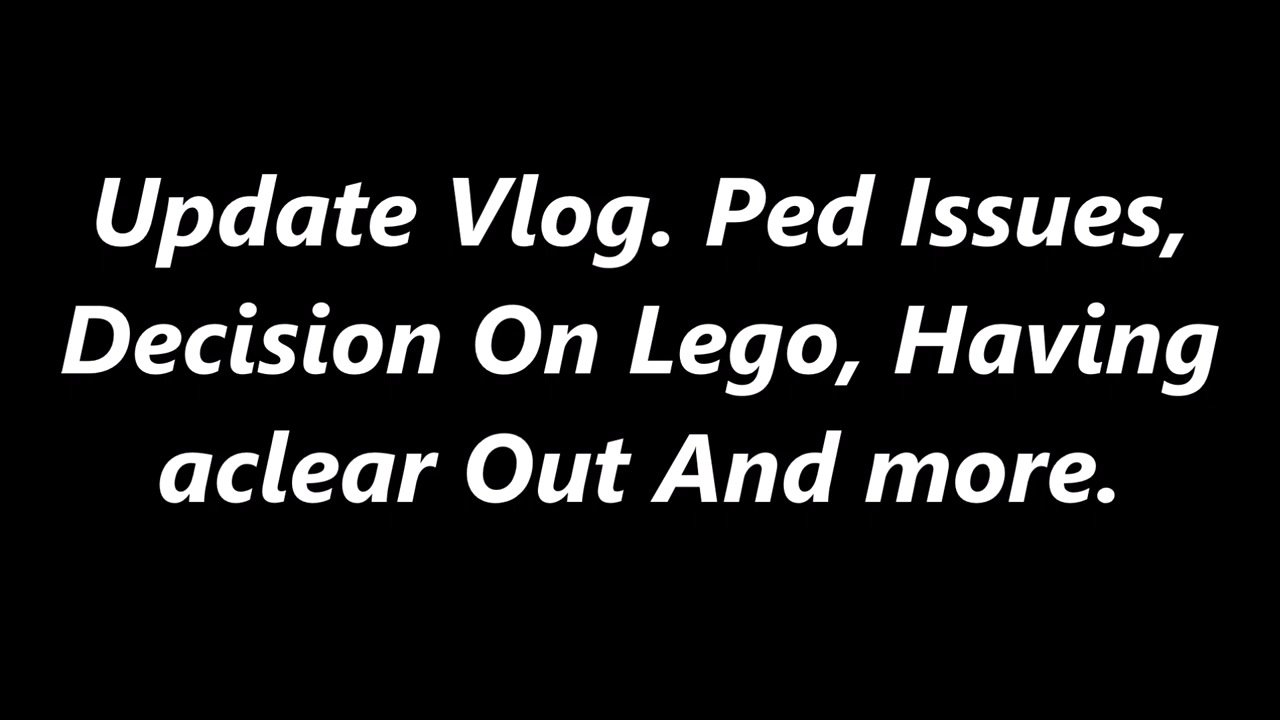 Update Vlog. Ped Issues,
Decision On Lego, Having
aclear Out And more.